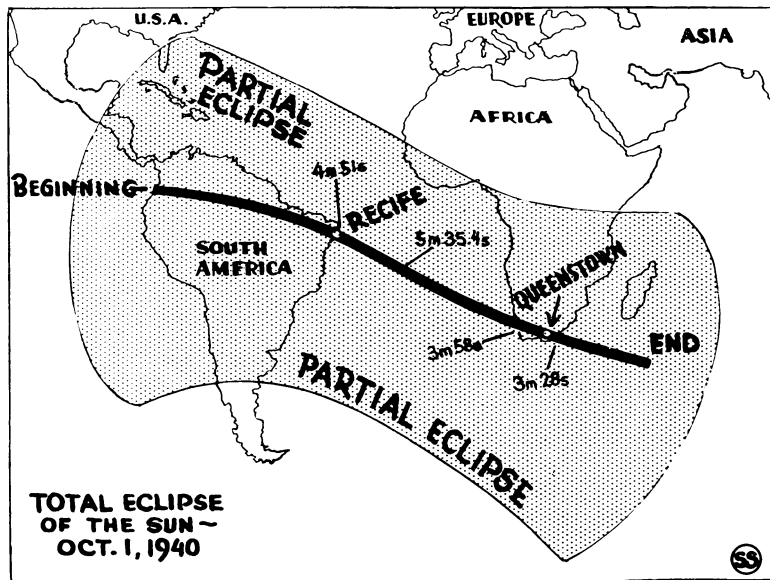 U.S.A.
EUROPE
ASIA
PARTIAL
ECLIPSE
AFRICA
4m 51s
BEGINNING
RECIFE
5m 35.4s
SOUTH
AMERICA
QUEENSTOWN
3m 58s
END
3m 28s
PARTIAL ECLIPSE
TOTAL ECLIPSE
OF THE SUN~
OCT. 1, 1940
SS